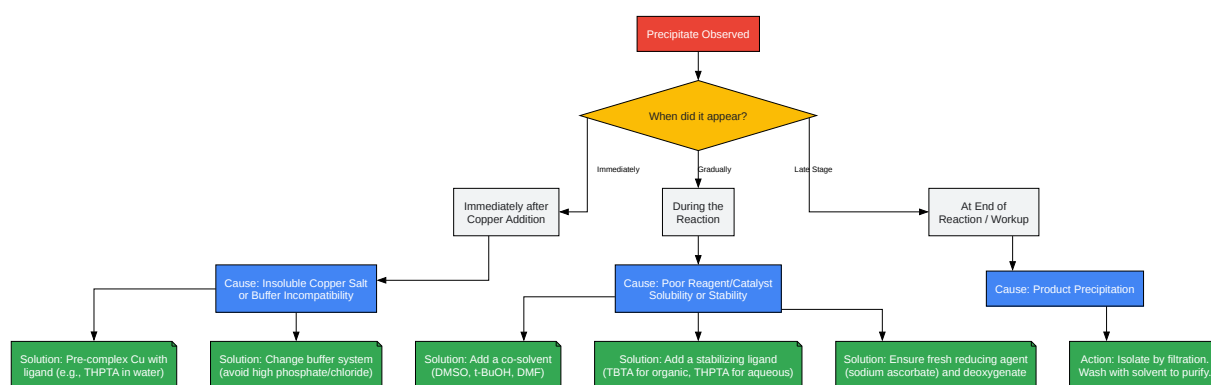 Precipitate Observed
When did it appear?
Immediately
Gradually
Late Stage
Immediately after
Copper Addition
During the
Reaction
At End of
Reaction / Workup
Cause: Insoluble Copper Salt
or Buffer Incompatibility
Cause: Poor Reagent/Catalyst
Solubility or Stability
Cause: Product Precipitation
Solution: Pre-complex Cu with
ligand (e.g., THPTA in water)
Solution: Change buffer system
(avoid high phosphate/chloride)
Solution: Add a co-solvent
(DMSO, t-BuOH, DMF)
Solution: Add a stabilizing ligand
(TBTA for organic, THPTA for aqueous)
Solution: Ensure fresh reducing agent
(sodium ascorbate) and deoxygenate
Action: Isolate by filtration.
Wash with solvent to purify.